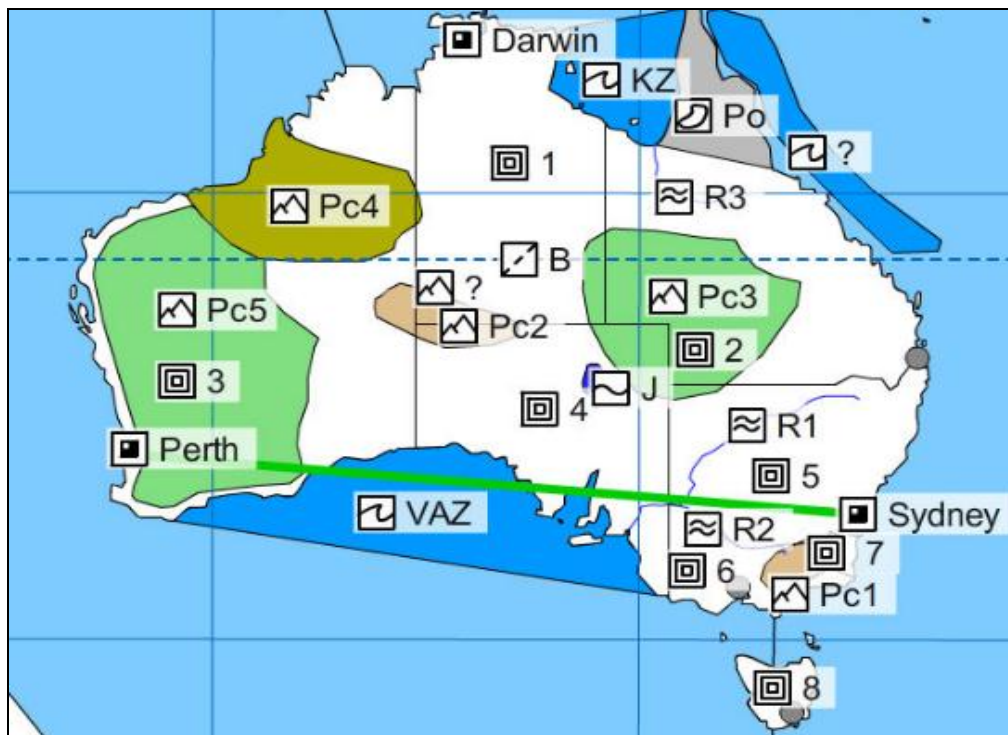 Darwin
KZ
Po
?
1
R3
Pc4
B
?
Pc3
Pc5
Pc2
2
3
J
4
R1
Perth
5
VAZ
Sydney
R2
7
6
Pc1
8